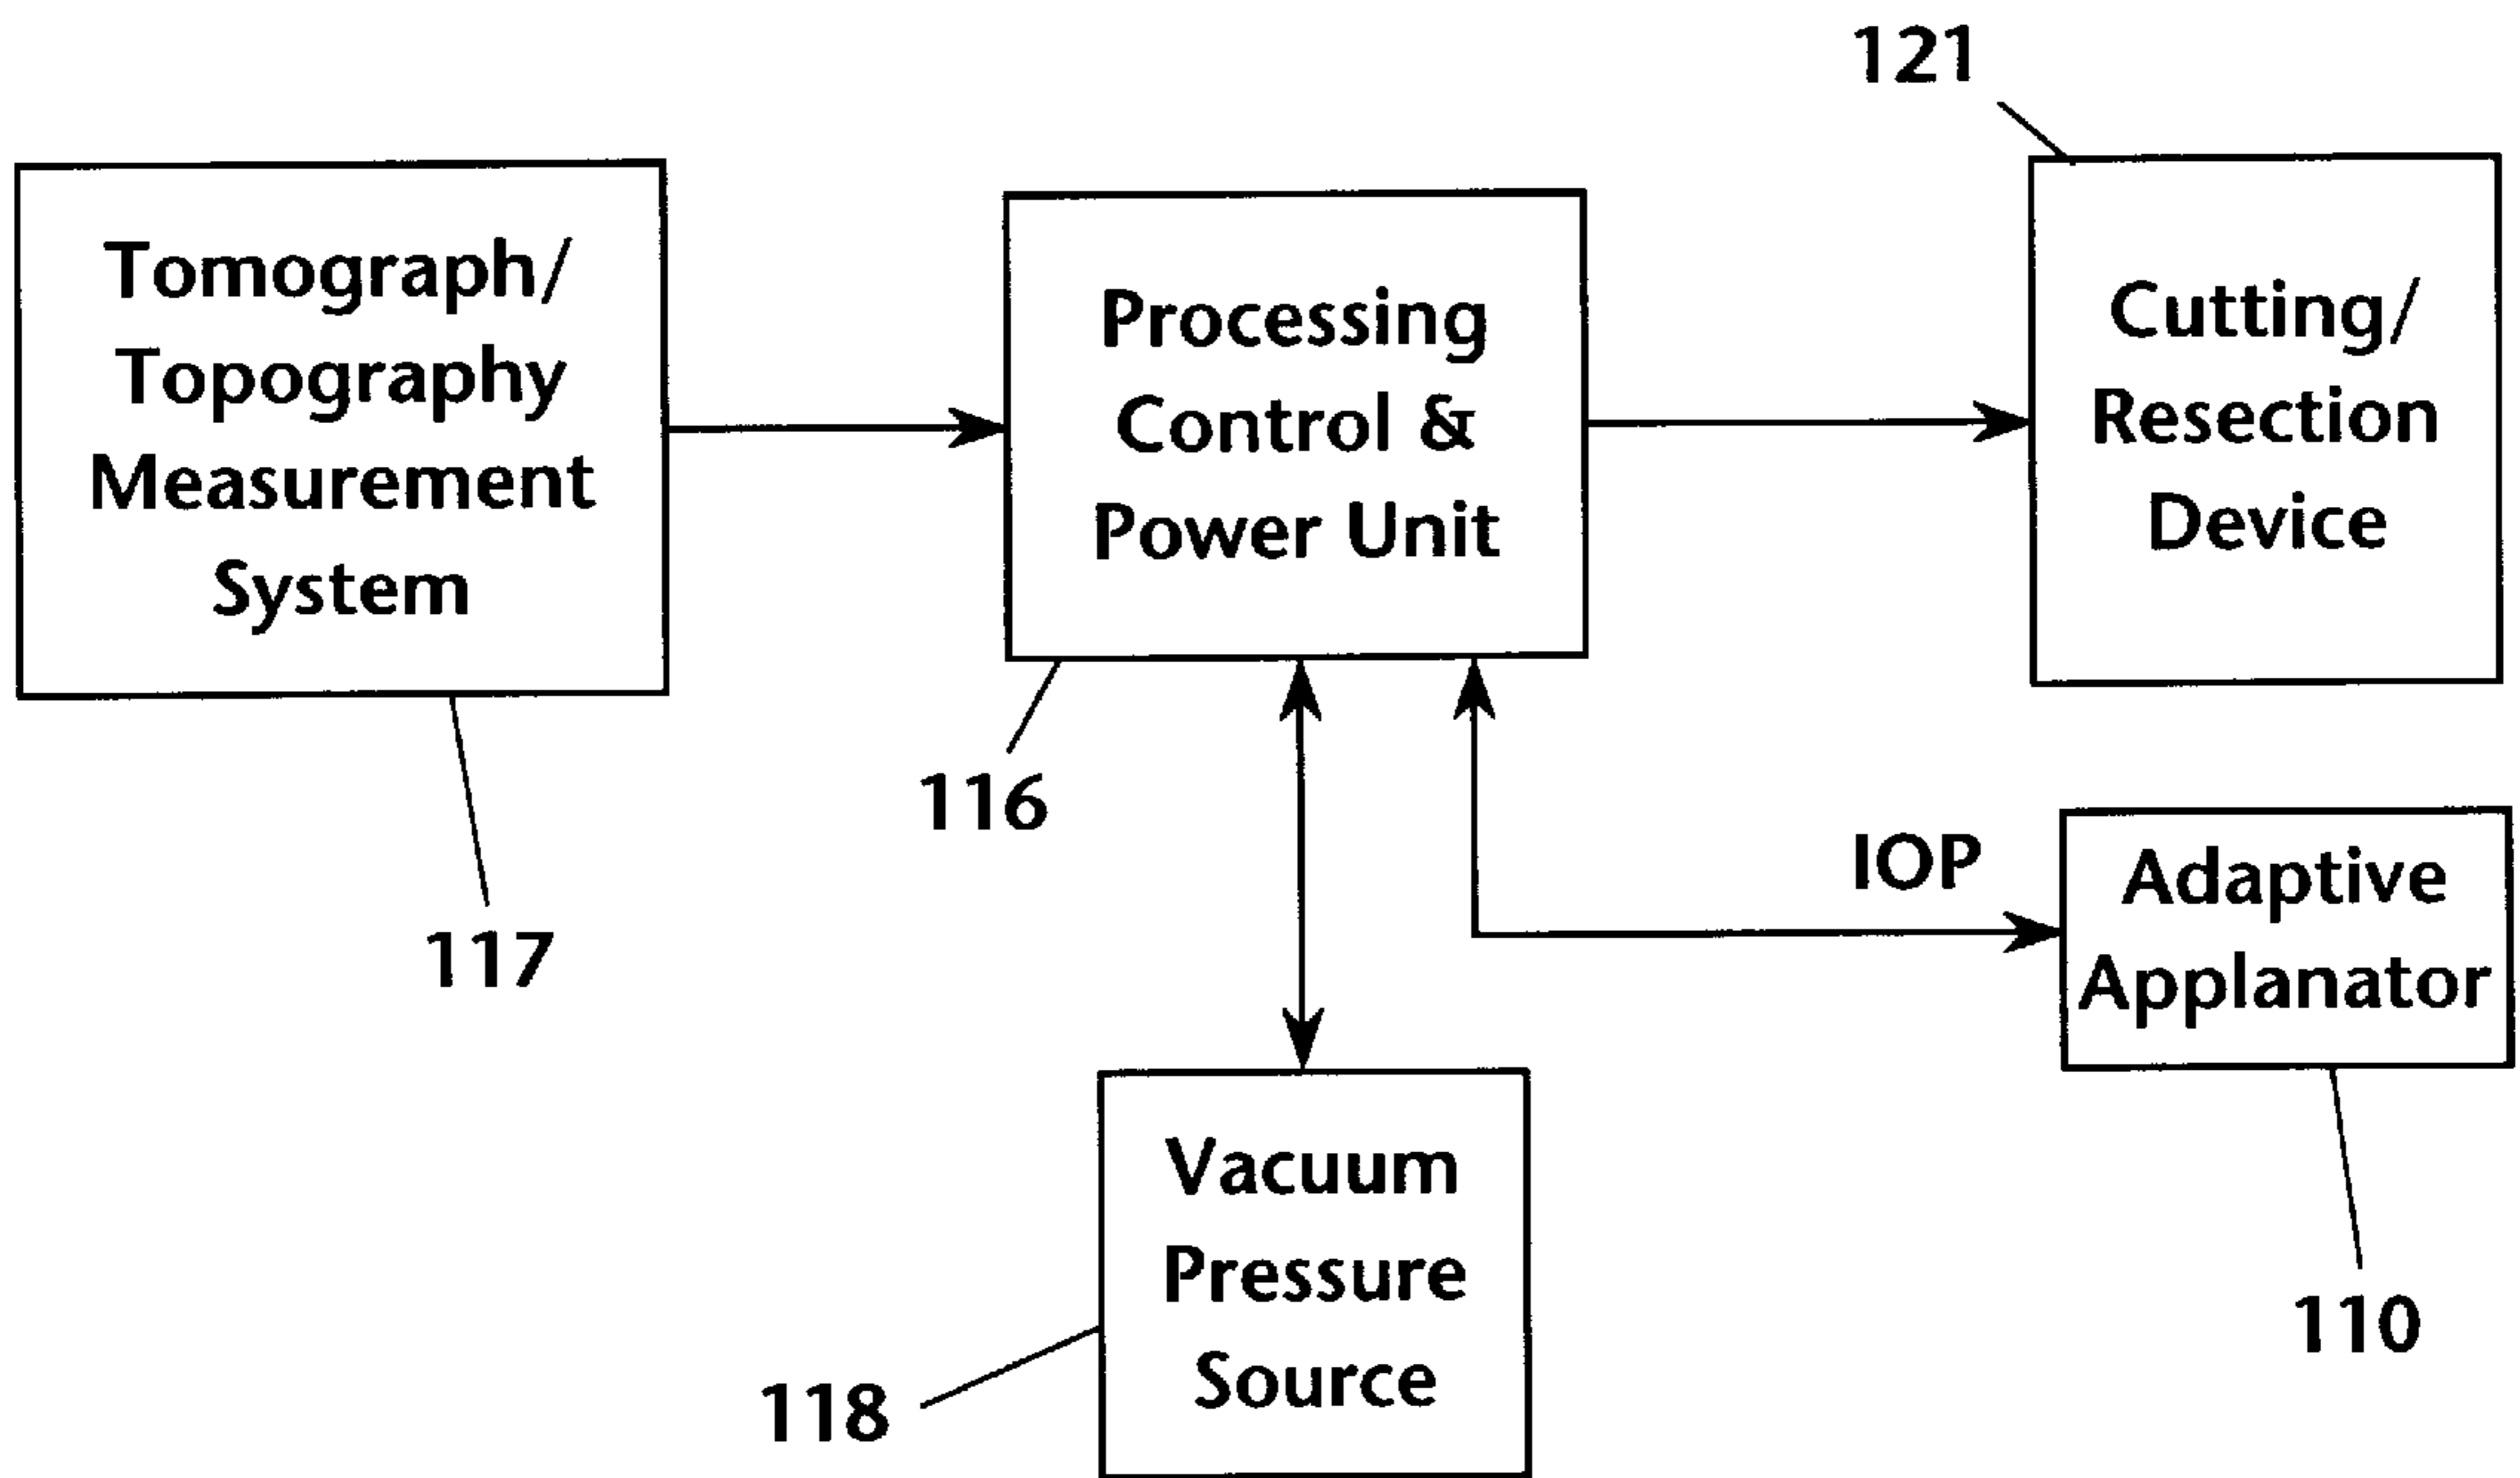 121
Tomograph/
Topography
Measurement
System
Processing
Control &
Power Unit
Cutting/
Resection
Device
116
117
IOP
Adaptive
Applanator
Vacuum
Pressure
Source
118
110